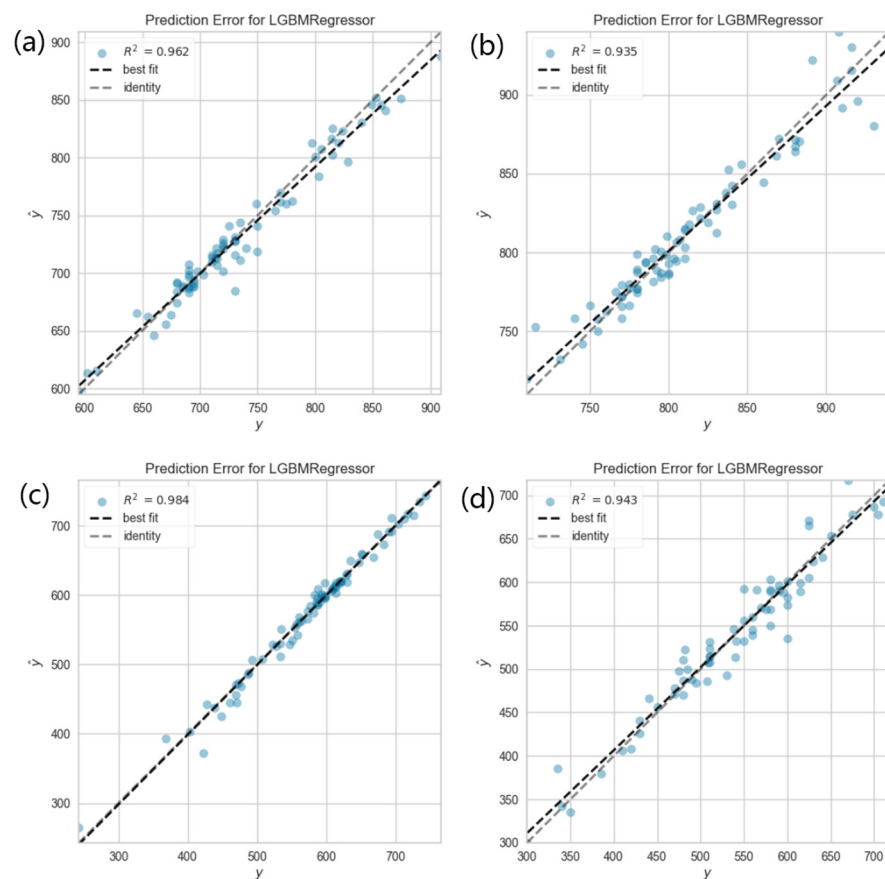 (a)
Prediction Error for LGBMRegressor
R² = 0.962
best fit
identity
900
850
800
750
700
650
600
ŷ
600 650 700 750 800 850 900
y
(b)
Prediction Error for LGBMRegressor
R² = 0.935
best fit
identity
900
850
800
750
ŷ
750 800 850 900
y
(c)
Prediction Error for LGBMRegressor
R² = 0.984
best fit
identity
700
600
500
400
300
ŷ
300 400 500 600 700
y
(d)
Prediction Error for LGBMRegressor
R² = 0.943
best fit
identity
700
650
600
550
500
450
400
350
300
ŷ
300 350 400 450 500 550 600 650 700
y